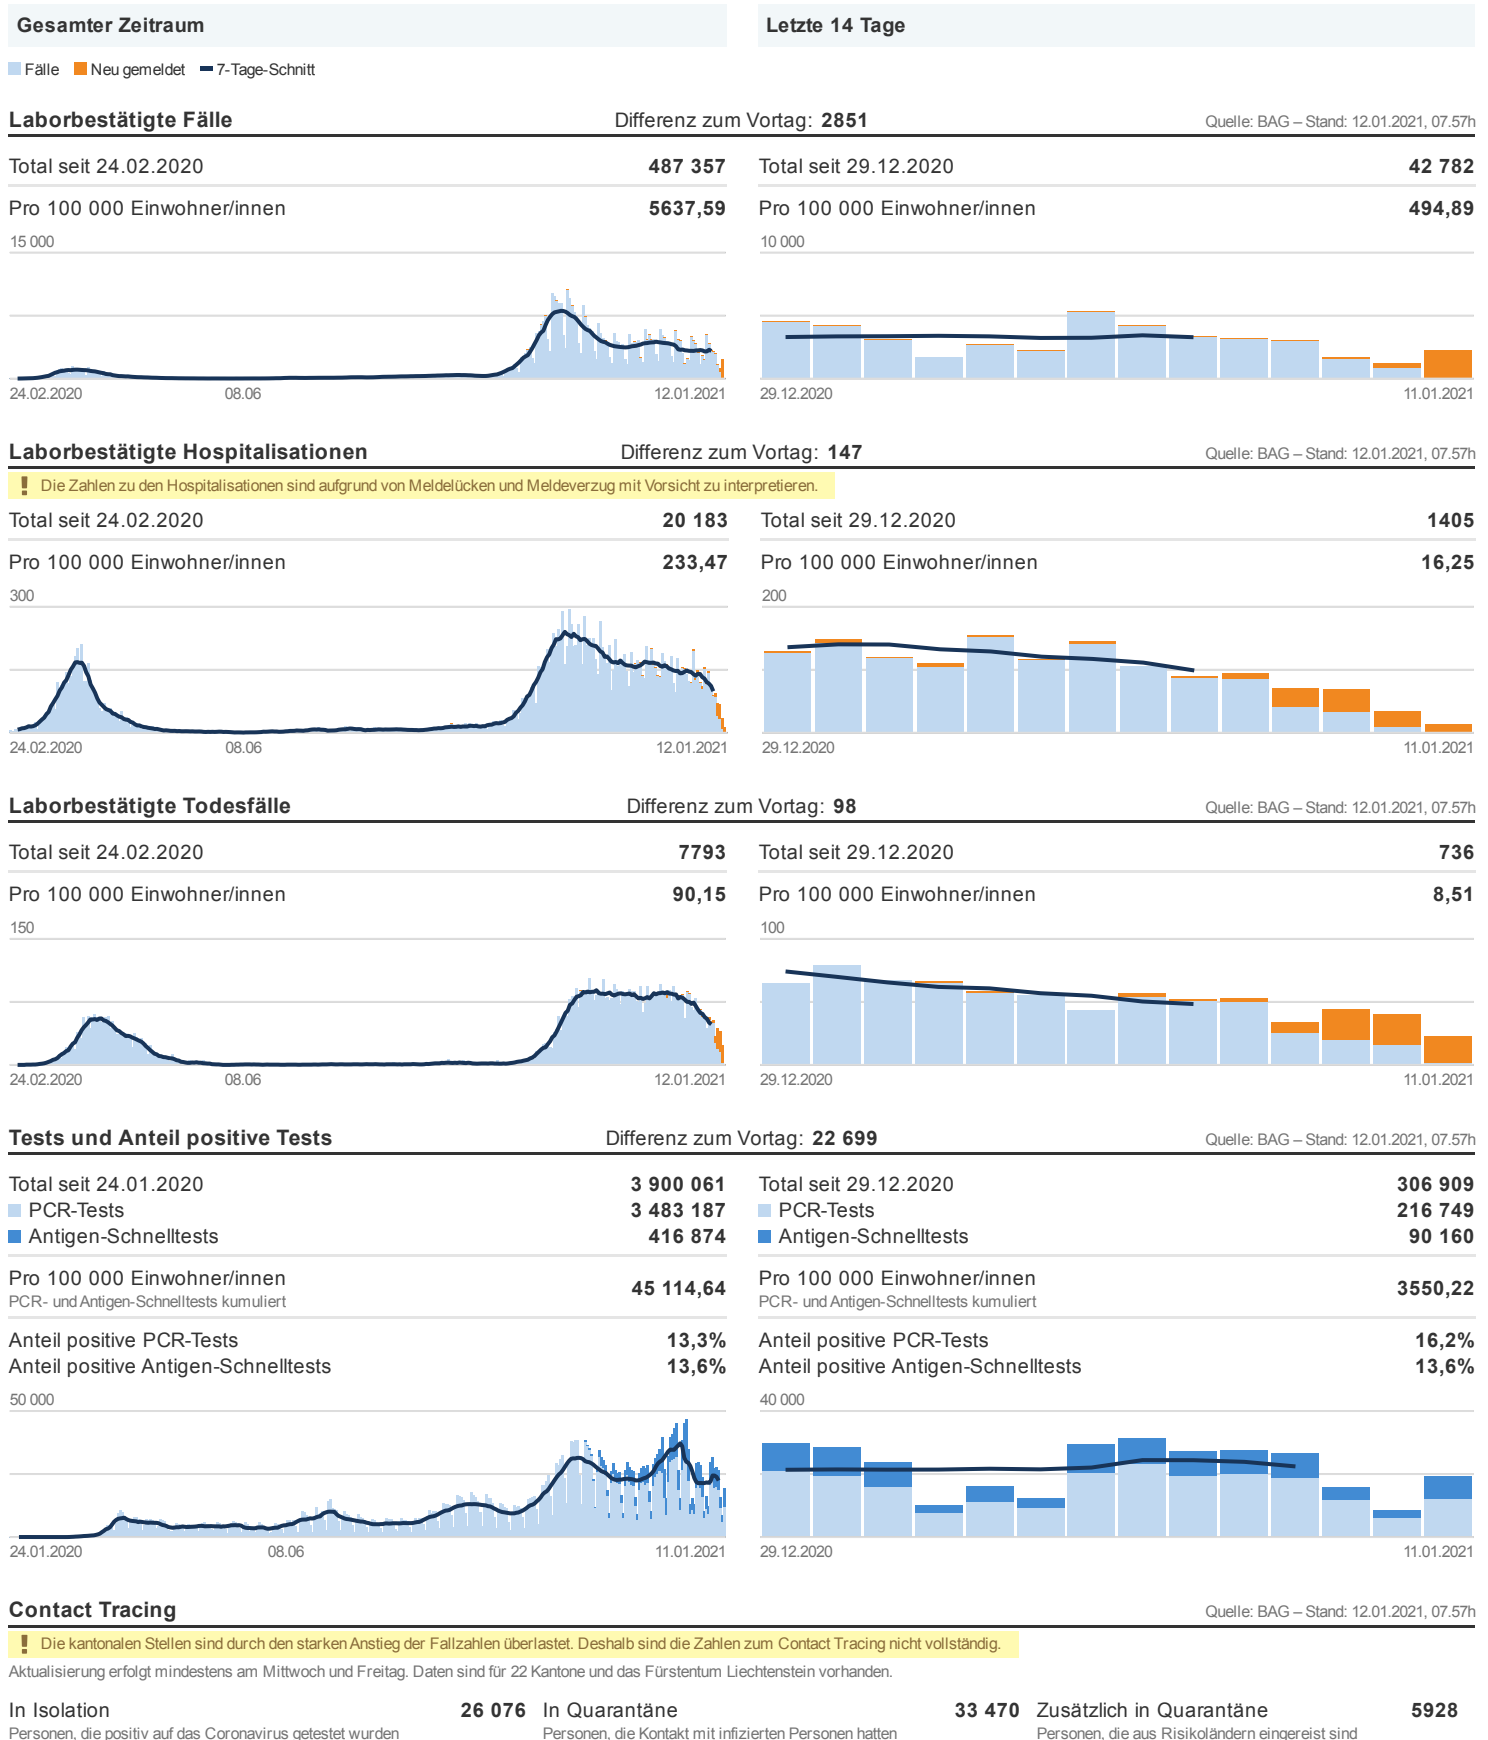 Gesamter Zeitraum
Letzte 14 Tage
Fälle Neu gemeldet 7-Tage-Schnitt
Laborbestätigte Fälle Differenz zum Vortag: 2851 Quelle: BAG – Stand: 12.01.2021, 07.57h
Total seit 24.02.2020 487 357
Pro 100 000 Einwohner/innen 5637,59
15 000
24.02.2020 08.06 12.01.2021
Total seit 29.12.2020 42 782
Pro 100 000 Einwohner/innen 494,89
10 000
29.12.2020 11.01.2021
Laborbestätigte Hospitalisationen Differenz zum Vortag: 147 Quelle: BAG – Stand: 12.01.2021, 07.57h
! Die Zahlen zu den Hospitalisationen sind aufgrund von Meldelücken und Meldeverzug mit Vorsicht zu interpretieren.
Total seit 24.02.2020 20 183
Pro 100 000 Einwohner/innen 233,47
300
24.02.2020 08.06 12.01.2021
Total seit 29.12.2020 1405
Pro 100 000 Einwohner/innen 16,25
200
29.12.2020 11.01.2021
Laborbestätigte Todesfälle Differenz zum Vortag: 98 Quelle: BAG – Stand: 12.01.2021, 07.57h
Total seit 24.02.2020 7793
Pro 100 000 Einwohner/innen 90,15
150
24.02.2020 08.06 12.01.2021
Total seit 29.12.2020 736
Pro 100 000 Einwohner/innen 8,51
100
29.12.2020 11.01.2021
Tests und Anteil positive Tests Differenz zum Vortag: 22 699 Quelle: BAG – Stand: 12.01.2021, 07.57h
Total seit 24.01.2020 3 900 061
PCR-Tests 3 483 187
Antigen-Schnelltests 416 874
Pro 100 000 Einwohner/innen 45 114,64
PCR- und Antigen-Schnelltests kumuliert
Anteil positive PCR-Tests 13,3%
Anteil positive Antigen-Schnelltests 13,6%
50 000
24.01.2020 08.06 11.01.2021
Total seit 29.12.2020 306 909
PCR-Tests 216 749
Antigen-Schnelltests 90 160
Pro 100 000 Einwohner/innen 3550,22
PCR- und Antigen-Schnelltests kumuliert
Anteil positive PCR-Tests 16,2%
Anteil positive Antigen-Schnelltests 13,6%
40 000
29.12.2020 11.01.2021
Contact Tracing Quelle: BAG – Stand: 12.01.2021, 07.57h
! Die kantonalen Stellen sind durch den starken Anstieg der Fallzahlen überlastet. Deshalb sind die Zahlen zum Contact Tracing nicht vollständig.
Aktualisierung erfolgt mindestens am Mittwoch und Freitag. Daten sind für 22 Kantone und das Fürstentum Liechtenstein vorhanden.
In Isolation 26 076
Personen, die positiv auf das Coronavirus getestet wurden
In Quarantäne 33 470
Personen, die Kontakt mit infizierten Personen hatten
Zusätzlich in Quarantäne 5928
Personen, die aus Risikoländern eingereist sind